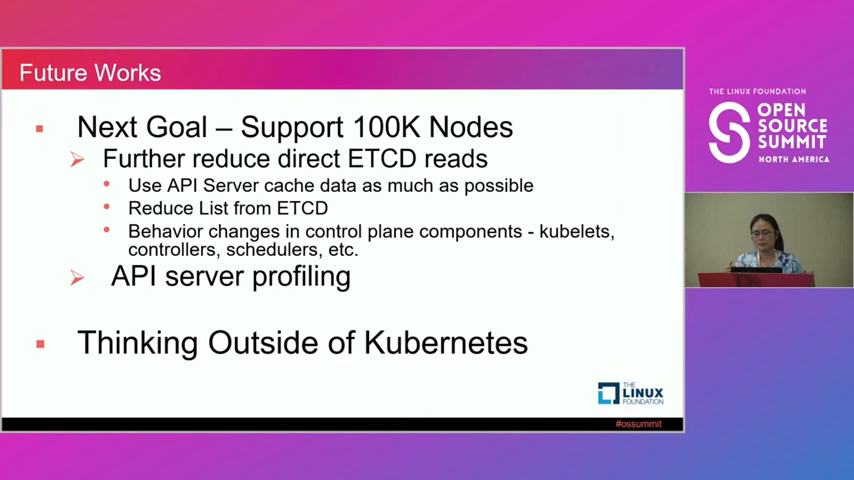 Future Works
Next Goal – Support 100K Nodes
Further reduce direct ETCD reads
Use API Server cache data as much as possible
Reduce List from ETCD
Behavior changes in control plane components - kubelets,
controllers, schedulers, etc.
API server profiling
Thinking Outside of Kubernetes
THE
LINUX
FOUNDATION
#ossummit
THE LINUX FOUNDATION
OPEN
SOURCE
SUMMIT
NORTH AMERICA